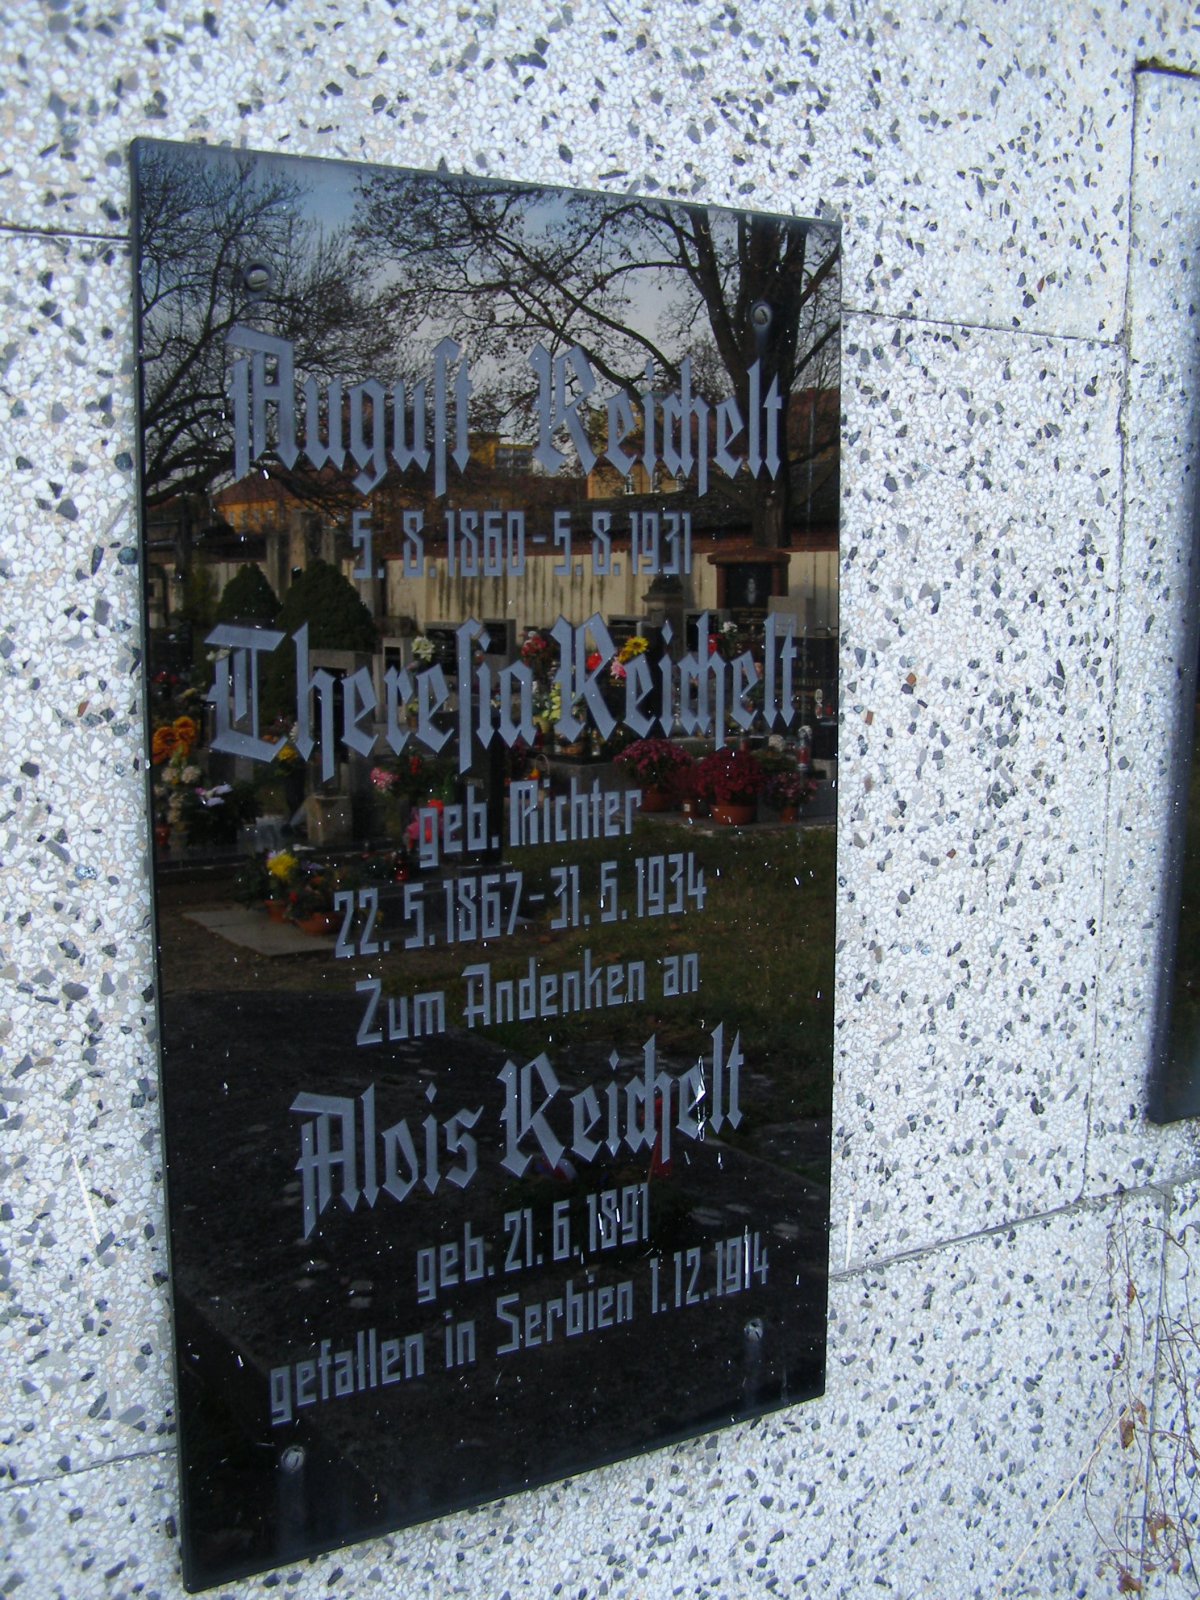 August Reichelt
5. 8. 1860 - 5. 8. 1931
Theresia Reichelt
geb. Richter
22. 5. 1867 - 31. 5. 1934
Zum Andenken an
Alois Reichelt
geb. 21. 6. 1891
gefallen in Serbien 1. 12. 1914